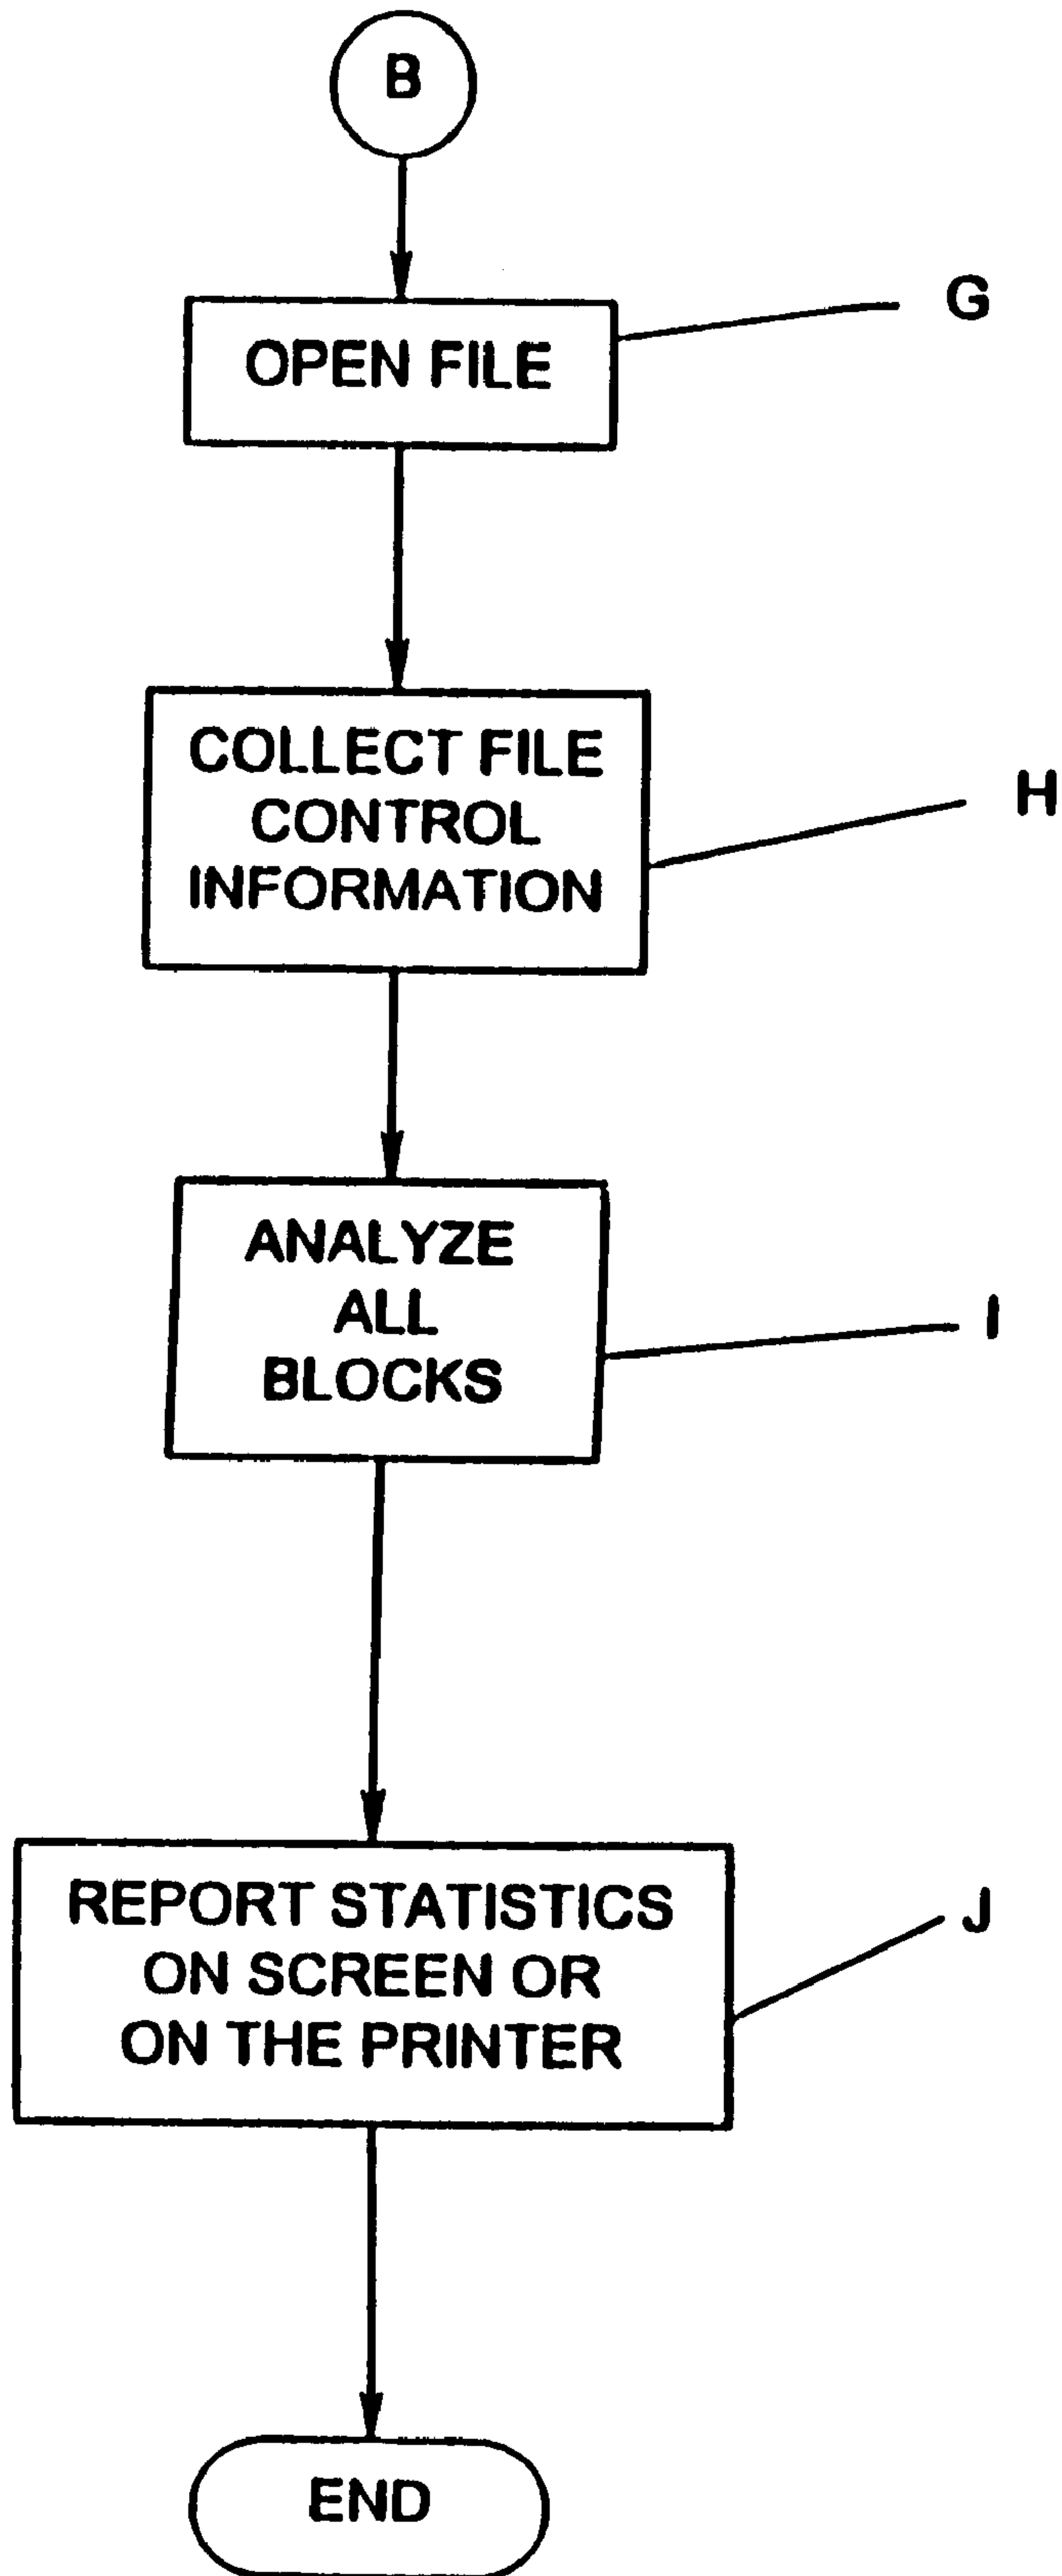 B
OPEN FILE
G
COLLECT FILE
CONTROL
INFORMATION
H
ANALYZE
ALL
BLOCKS
I
REPORT STATISTICS
ON SCREEN OR
ON THE PRINTER
J
END